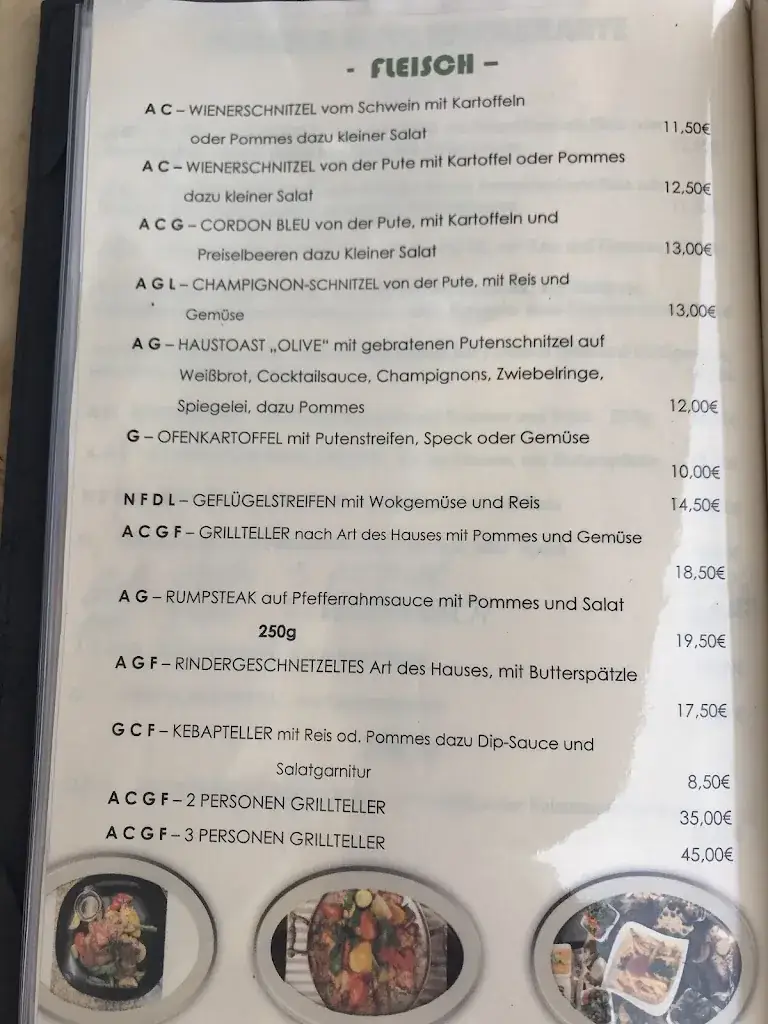 - FLEISCH –
A C – WIENERSCHNITZEL vom Schwein mit Kartoffeln
oder Pommes dazu kleiner Salat 11,50€
A C – WIENERSCHNITZEL von der Pute mit Kartoffel oder Pommes
dazu kleiner Salat 12,50€
A C G – CORDON BLEU von der Pute, mit Kartoffeln und
Preiselbeeren dazu Kleiner Salat 13,00€
A G L – CHAMPIGNON-SCHNITZEL von der Pute, mit Reis und
Gemüse 13,00€
A G – HAUSTOAST „OLIVE“ mit gebratenen Putenschnitzel auf
Weißbrot, Cocktailsauce, Champignons, Zwiebelringe,
Spiegelei, dazu Pommes 12,00€
G – OFENKARTOFFEL mit Putenstreifen, Speck oder Gemüse
10,00€
N F D L – GEFLÜGELSTREIFEN mit Wokgemüse und Reis 14,50€
A C G F – GRILLTELLER nach Art des Hauses mit Pommes und Gemüse
18,50€
A G – RUMPSTEAK auf Pfefferrahmsauce mit Pommes und Salat
250g 19,50€
A G F – RINDERGESCHNETZELTES Art des Hauses, mit Butterspätzle
17,50€
G C F – KEBAPTELLER mit Reis od. Pommes dazu Dip-Sauce und
Salatgarnitur 8,50€
A C G F – 2 PERSONEN GRILLTELLER 35,00€
A C G F – 3 PERSONEN GRILLTELLER 45,00€